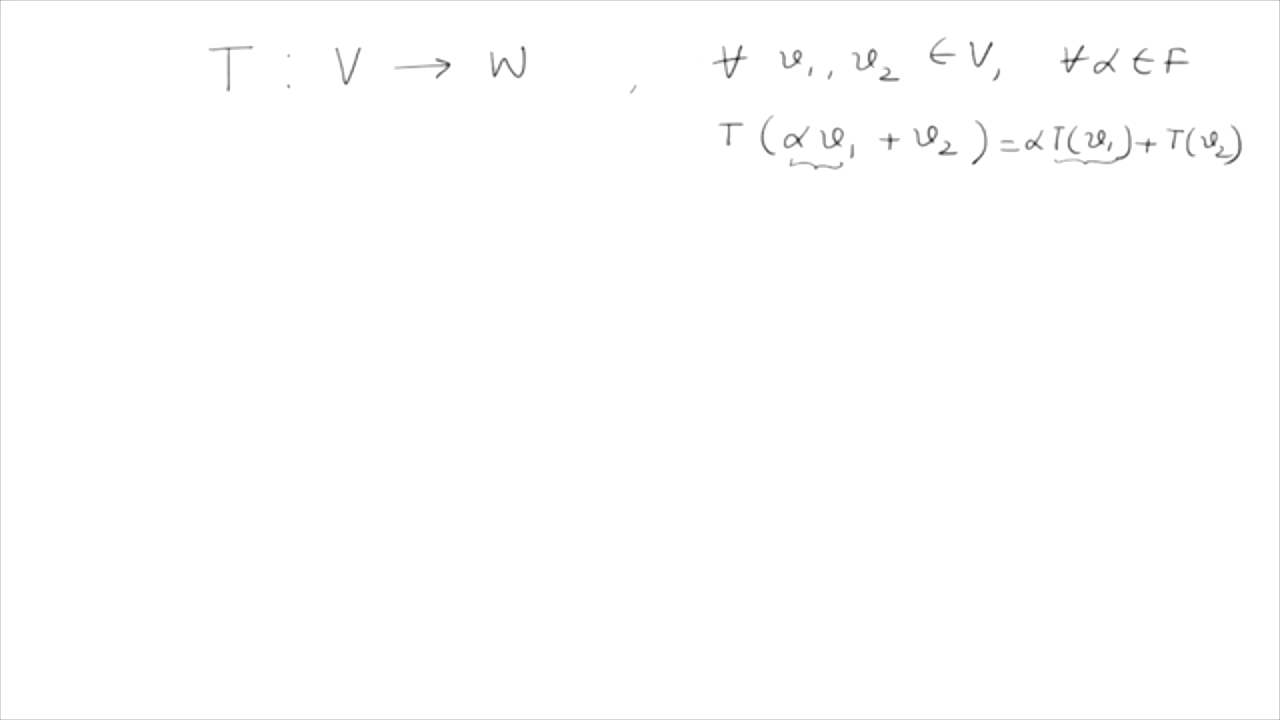 T : V → W , ∀ v₁, v₂ ∈ V, ∀ α ∈ F
T (α v₁ + v₂) = α T(v₁) + T(v₂)